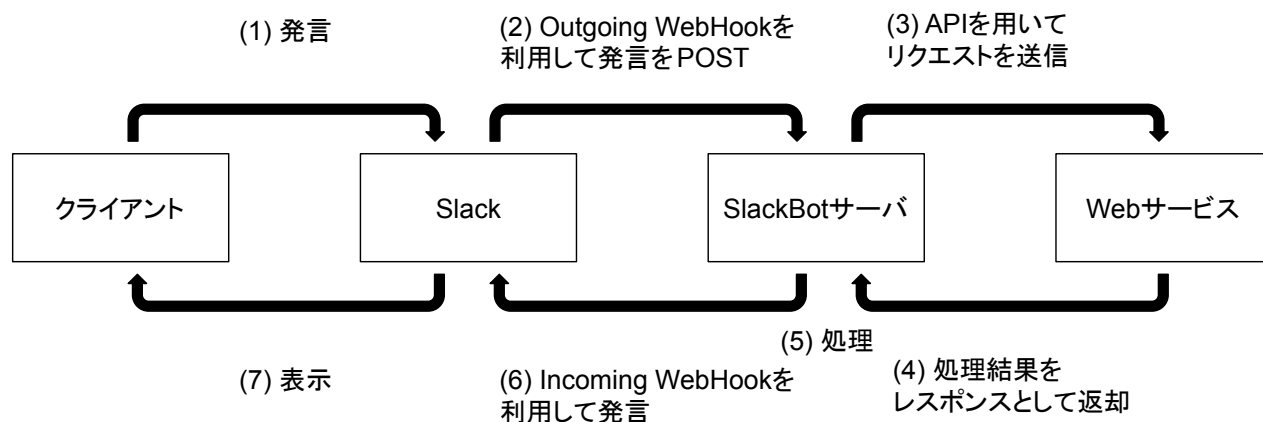 (1) 発言
(2) Outgoing WebHookを
利用して発言をPOST
(3) APIを用いて
リクエストを送信
クライアント
Slack
SlackBotサーバ
Webサービス
(5) 処理
(7) 表示
(6) Incoming WebHookを
利用して発言
(4) 処理結果を
レスポンスとして返却